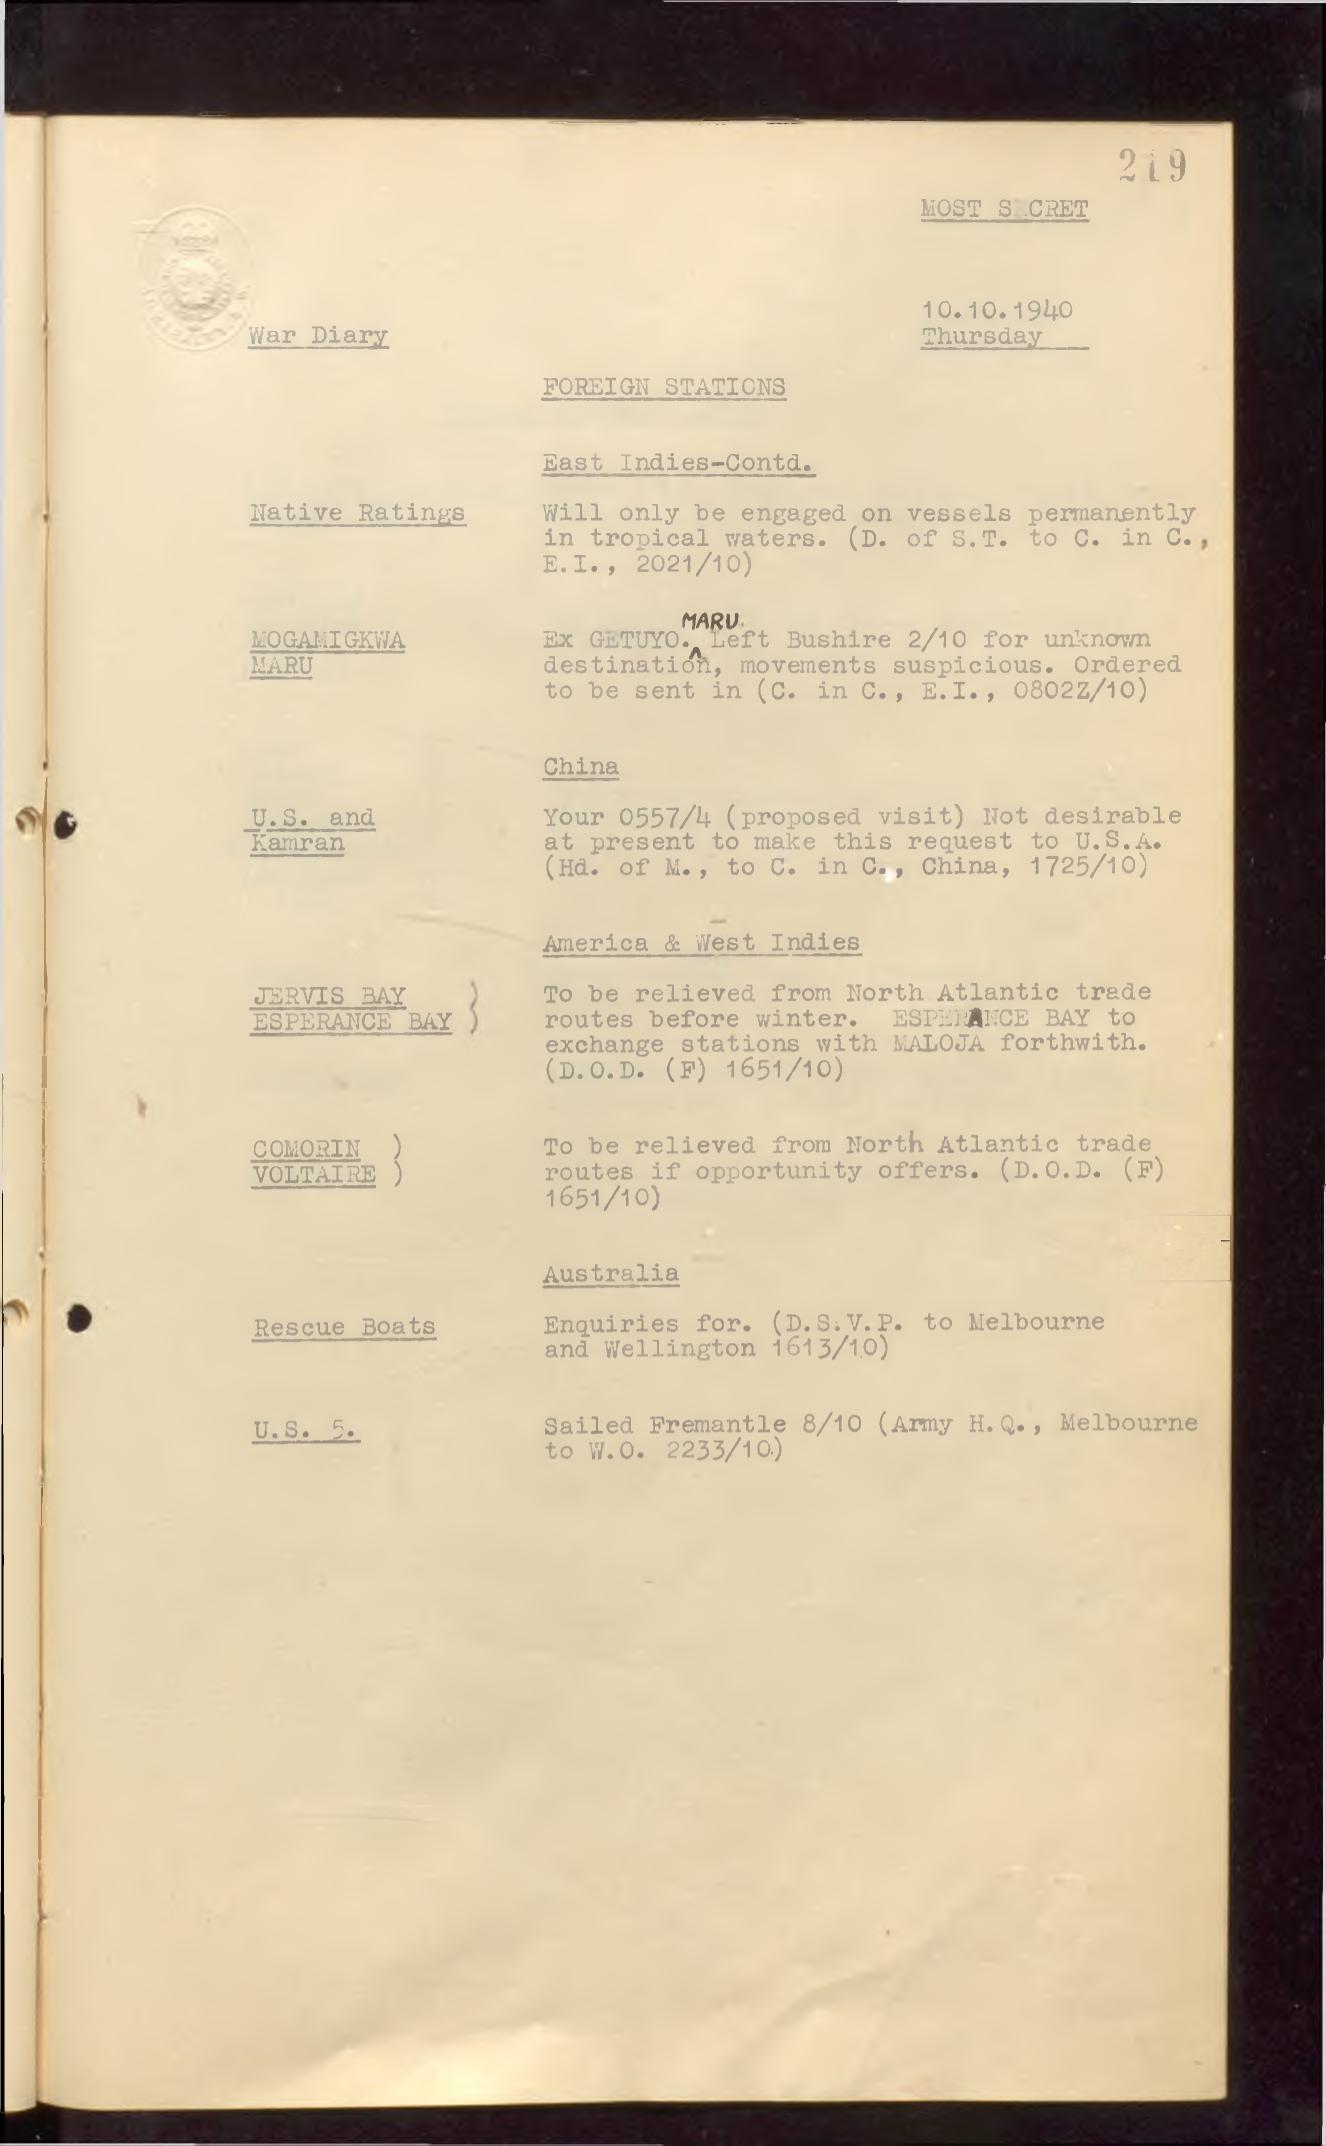 219
MOST SECRET
10.10.1940
War Diary Thursday
FOREIGN STATIONS
East Indies-Contd.
Native Ratings Will only be engaged on vessels permanently
in tropical waters. (D. of S.T. to C. in C.,
E.I., 2021/10)
MARU.
MOGAMIGKWA Ex GETUYO. Left Bushire 2/10 for unknown
MARU destination, movements suspicious. Ordered
to be sent in (C. in C., E.I., 0802Z/10)
China
U.S. and Your 0557/4 (proposed visit) Not desirable
Kamran at present to make this request to U.S.A.
(Hd. of M., to C. in C., China, 1725/10)
America & West Indies
JERVIS BAY ) To be relieved from North Atlantic trade
ESPERANCE BAY ) routes before winter. ESPERANCE BAY to
exchange stations with MALOJA forthwith.
(D.O.D. (F) 1651/10)
COMORIN ) To be relieved from North Atlantic trade
VOLTAIRE ) routes if opportunity offers. (D.O.D. (F)
1651/10)
Australia
Rescue Boats Enquiries for. (D.S.V.P. to Melbourne
and Wellington 1613/10)
U.S. 5. Sailed Fremantle 8/10 (Army H.Q., Melbourne
to W.O. 2233/10.)